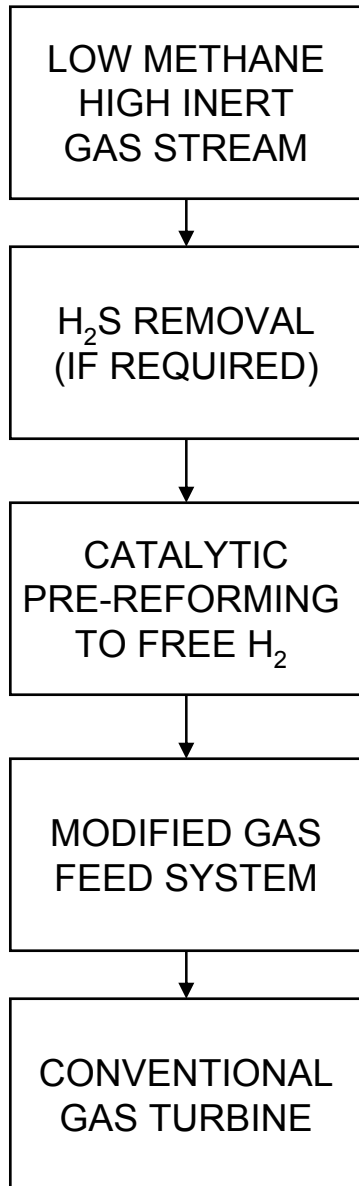 LOW METHANE
HIGH INERT
GAS STREAM
H₂S REMOVAL
(IF REQUIRED)
CATALYTIC
PRE-REFORMING
TO FREE H₂
MODIFIED GAS
FEED SYSTEM
CONVENTIONAL
GAS TURBINE